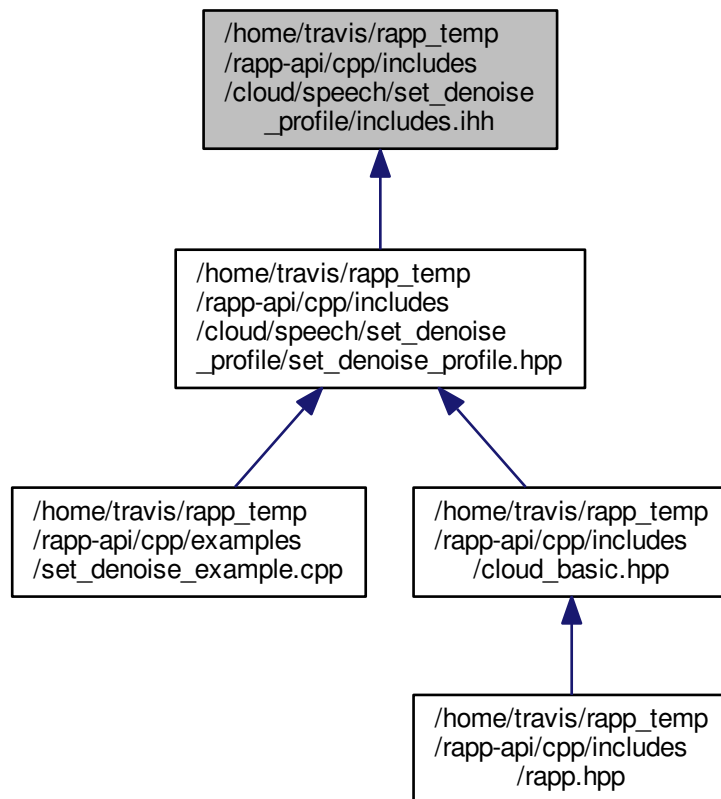 /home/travis/rapp_temp
/rapp-api/cpp/includes
/cloud/speech/set_denoise
_profile/includes.ihh
/home/travis/rapp_temp
/rapp-api/cpp/includes
/cloud/speech/set_denoise
_profile/set_denoise_profile.hpp
/home/travis/rapp_temp
/rapp-api/cpp/examples
/set_denoise_example.cpp
/home/travis/rapp_temp
/rapp-api/cpp/includes
/cloud_basic.hpp
/home/travis/rapp_temp
/rapp-api/cpp/includes
/rapp.hpp